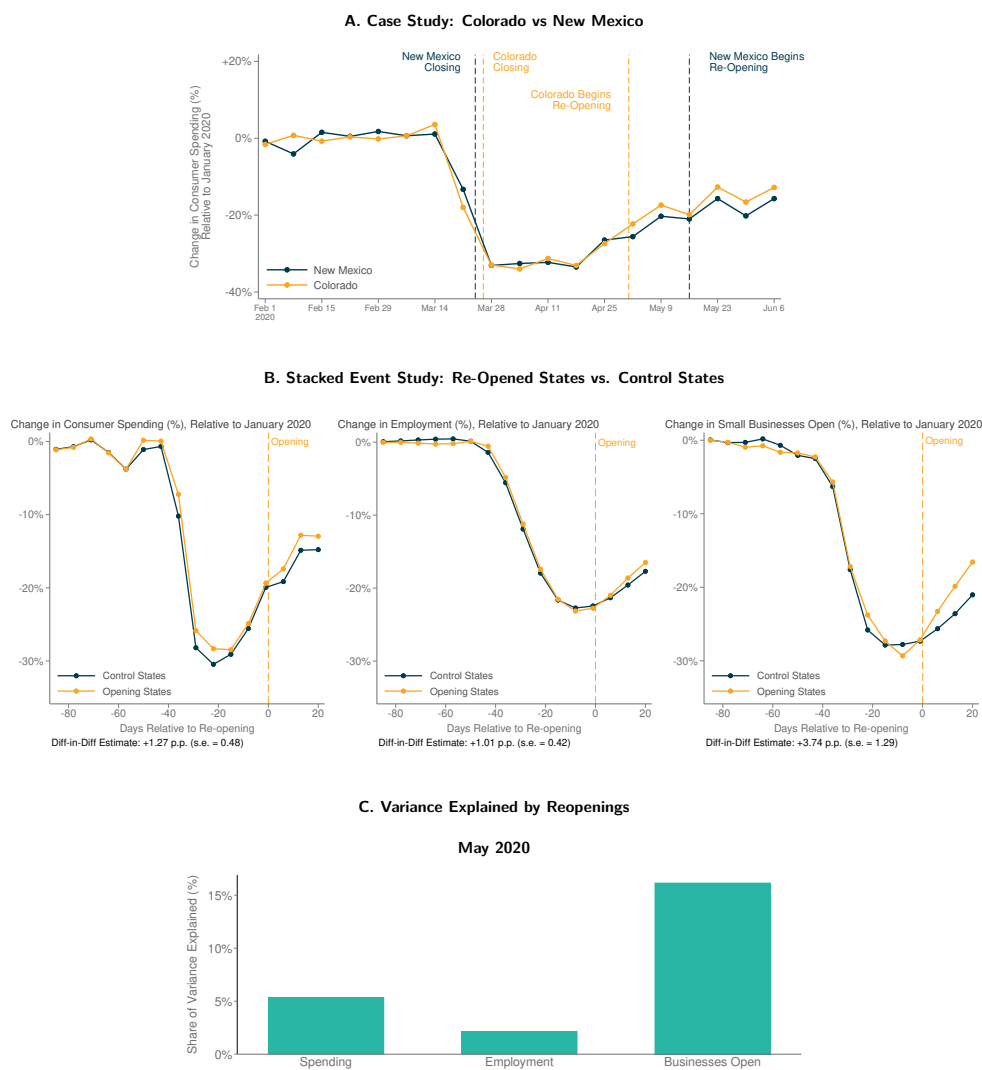 A. Case Study: Colorado vs New Mexico
New Mexico
Closing
Colorado
Closing
Colorado Begins
Re-Opening
New Mexico Begins
Re-Opening
Change in Consumer Spending (%)
Relative to January 2020
+20%
0%
-20%
-40%
New Mexico
Colorado
Feb 1
2020
Feb 15
Feb 29
Mar 14
Mar 28
Apr 11
Apr 25
May 9
May 23
Jun 6
B. Stacked Event Study: Re-Opened States vs. Control States
Change in Consumer Spending (%), Relative to January 2020
Opening
0%
-10%
-20%
-30%
Control States
Opening States
-80 -60 -40 -20 0 20
Days Relative to Re-opening
Diff-in-Diff Estimate: +1.27 p.p. (s.e. = 0.48)
Change in Employment (%), Relative to January 2020
Opening
0%
-10%
-20%
-30%
Control States
Opening States
-80 -60 -40 -20 0 20
Days Relative to Re-opening
Diff-in-Diff Estimate: +1.01 p.p. (s.e. = 0.42)
Change in Small Businesses Open (%), Relative to January 2020
Opening
0%
-10%
-20%
-30%
Control States
Opening States
-80 -60 -40 -20 0 20
Days Relative to Re-opening
Diff-in-Diff Estimate: +3.74 p.p. (s.e. = 1.29)
C. Variance Explained by Reopenings
May 2020
Share of Variance Explained (%)
15%
10%
5%
0%
Spending
Employment
Businesses Open